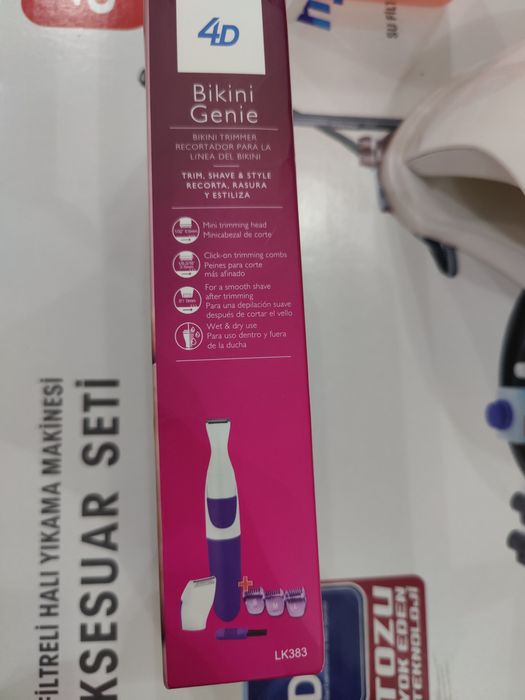 4D
Bikini
Genie
BIKINI TRIMMER
RECORTADOR PARA LA
LÍNEA DEL BIKINI
TRIM, SHAVE & STYLE
RECORTA, RASURA
Y ESTILIZA
Mini trimming head
Minicabezal de corte
Click-on trimming combs
Peines para corte
más afinado
For a smooth shave
after trimming
Para una depilación suave
después de cortar el vello
Wet & dry use
Para uso dentro y fuera
de la ducha
M
LK383
SU FİLT
FİLTRELİ HALI YIKAMA MAKİNESİ
KSESUAR SETİ
TOZU
TOK EDEN
TEKNOLOJİ